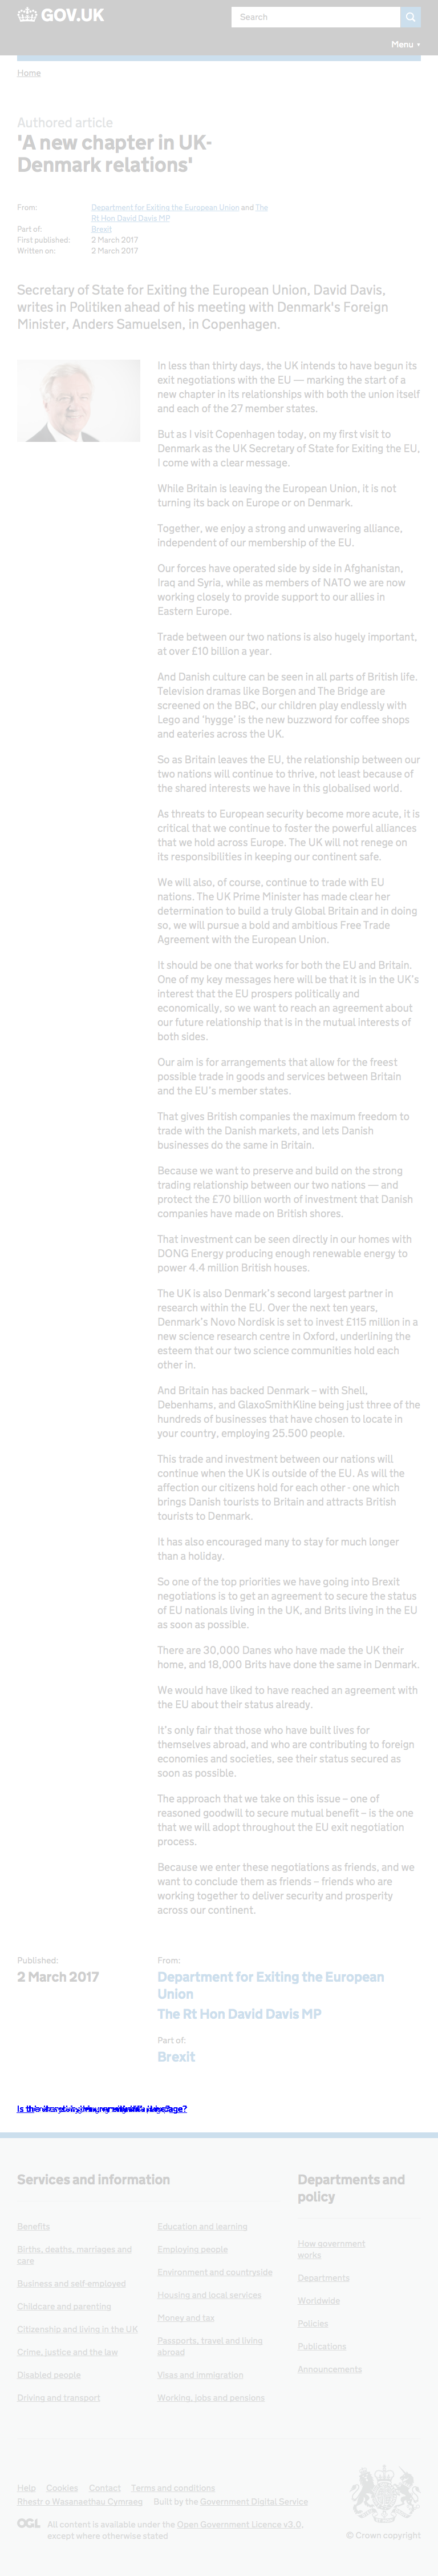 GOV.UK
Search
Menu ▼
Home
Authored article
'A new chapter in UK-
Denmark relations'
From: Department for Exiting the European Union and The
Rt Hon David Davis MP
Part of: Brexit
First published: 2 March 2017
Written on: 2 March 2017
Secretary of State for Exiting the European Union, David Davis,
writes in Politiken ahead of his meeting with Denmark's Foreign
Minister, Anders Samuelsen, in Copenhagen.
In less than thirty days, the UK intends to have begun its
exit negotiations with the EU — marking the start of a
new chapter in its relationships with both the union itself
and each of the 27 member states.
But as I visit Copenhagen today, on my first visit to
Denmark as the UK Secretary of State for Exiting the EU,
I come with a clear message.
While Britain is leaving the European Union, it is not
turning its back on Europe or on Denmark.
Together, we enjoy a strong and unwavering alliance,
independent of our membership of the EU.
Our forces have operated side by side in Afghanistan,
Iraq and Syria, while as members of NATO we are now
working closely to provide support to our allies in
Eastern Europe.
Trade between our two nations is also hugely important,
at over £10 billion a year.
And Danish culture can be seen in all parts of British life.
Television dramas like Borgen and The Bridge are
screened on the BBC, our children play endlessly with
Lego and 'hygge' is the new buzzword for coffee shops
and eateries across the UK.
So as Britain leaves the EU, the relationship between our
two nations will continue to thrive, not least because of
the shared interests we have in this globalised world.
As threats to European security become more acute, it is
critical that we continue to foster the powerful alliances
that we hold across Europe. The UK will not renege on
its responsibilities in keeping our continent safe.
We will also, of course, continue to trade with EU
nations. The UK Prime Minister has made clear her
determination to build a truly Global Britain and in doing
so, we will pursue a bold and ambitious Free Trade
Agreement with the European Union.
It should be one that works for both the EU and Britain.
One of my key messages here will be that it is in the UK's
interest that the EU prospers politically and
economically, so we want to reach an agreement about
our future relationship that is in the mutual interests of
both sides.
Our aim is for arrangements that allow for the freest
possible trade in goods and services between Britain
and the EU's member states.
That gives British companies the maximum freedom to
trade with the Danish markets, and lets Danish
businesses do the same in Britain.
Because we want to preserve and build on the strong
trading relationship between our two nations — and
protect the £70 billion worth of investment that Danish
companies have made on British shores.
That investment can be seen directly in our homes with
DONG Energy producing enough renewable energy to
power 4.4 million British houses.
The UK is also Denmark's second largest partner in
research within the EU. Over the next ten years,
Denmark's Novo Nordisk is set to invest £115 million in a
new science research centre in Oxford, underlining the
esteem that our two science communities hold each
other in.
And Britain has backed Denmark – with Shell,
Debenhams, and GlaxoSmithKline being just three of the
hundreds of businesses that have chosen to locate in
your country, employing 25.500 people.
This trade and investment between our nations will
continue when the UK is outside of the EU. As will the
affection our citizens hold for each other - one which
brings Danish tourists to Britain and attracts British
tourists to Denmark.
It has also encouraged many to stay for much longer
than a holiday.
So one of the top priorities we have going into Brexit
negotiations is to get an agreement to secure the status
of EU nationals living in the UK, and Brits living in the EU
as soon as possible.
There are 30,000 Danes who have made the UK their
home, and 18,000 Brits have done the same in Denmark.
We would have liked to have reached an agreement with
the EU about their status already.
It's only fair that those who have built lives for
themselves abroad, and who are contributing to foreign
economies and societies, see their status secured as
soon as possible.
The approach that we take on this issue – one of
reasoned goodwill to secure mutual benefit – is the one
that we will adopt throughout the EU exit negotiation
process.
Because we enter these negotiations as friends, and we
want to conclude them as friends – friends who are
working together to deliver security and prosperity
across our continent.
Published:
2 March 2017
From:
Department for Exiting the European
Union
The Rt Hon David Davis MP
Part of:
Brexit
Services and information
Benefits
Births, deaths, marriages and
care
Business and self-employed
Childcare and parenting
Citizenship and living in the UK
Crime, justice and the law
Disabled people
Driving and transport
Education and learning
Employing people
Environment and countryside
Housing and local services
Money and tax
Passports, travel and living
abroad
Visas and immigration
Working, jobs and pensions
Departments and
policy
How government
works
Departments
Worldwide
Policies
Publications
Announcements
Help Cookies Contact Terms and conditions
Rhestr o Wasanaethau Cymraeg Built by the Government Digital Service
OGL All content is available under the Open Government Licence v3.0,
except where otherwise stated
© Crown copyright